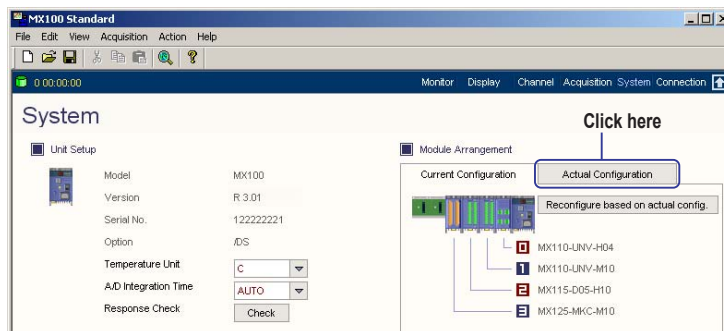 MX100 Standard
File Edit View Acquisition Action Help
0 00:00:00 Monitor Display Channel Acquisition System Connection
System
Click here
Unit Setup
Module Arrangement
Model MX100
Current Configuration Actual Configuration
Version R 3.01
Reconfigure based on actual config.
Serial No. 122222221
Option /DS
0 MX110-UNV-H04
Temperature Unit C
1 MX110-UNV-M10
A/D Integration Time AUTO
2 MX115-D05-H10
Response Check Check
3 MX125-MKC-M10